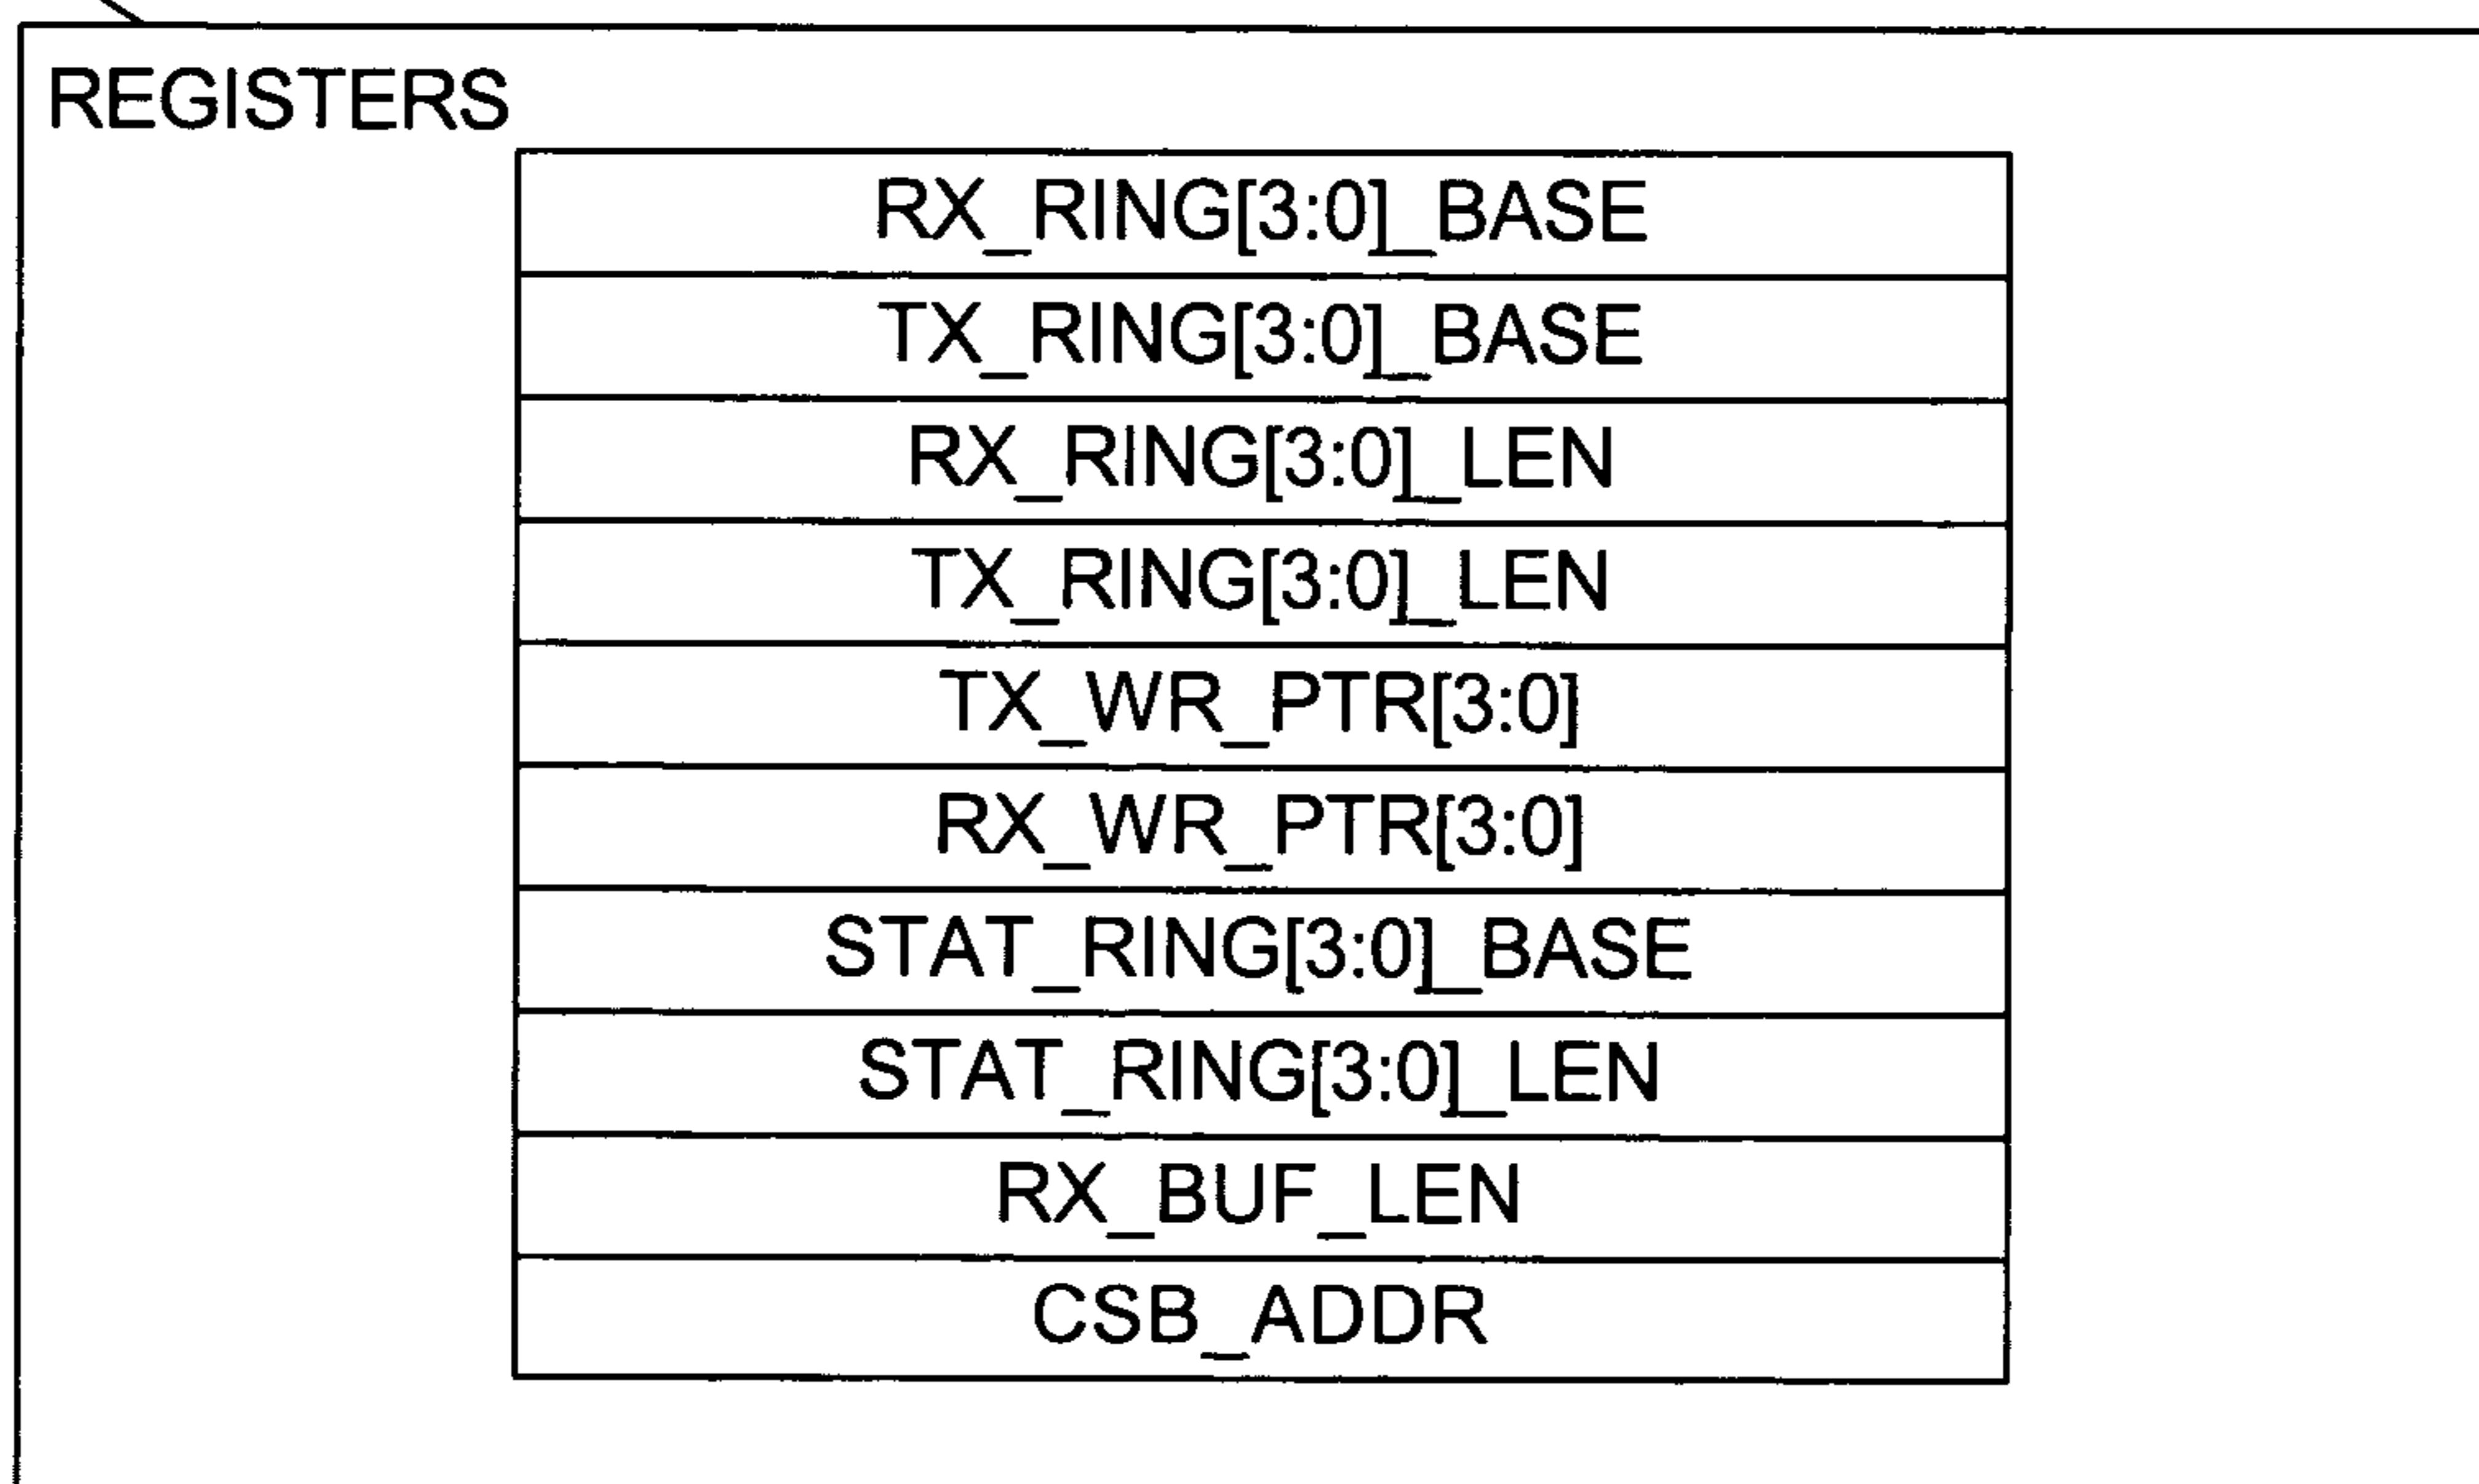 REGISTERS
RX_RING[3:0]_BASE
TX_RING[3:0]_BASE
RX_RING[3:0]_LEN
TX_RING[3:0]_LEN
TX_WR_PTR[3:0]
RX_WR_PTR[3:0]
STAT_RING[3:0]_BASE
STAT_RING[3:0]_LEN
RX_BUF_LEN
CSB_ADDR